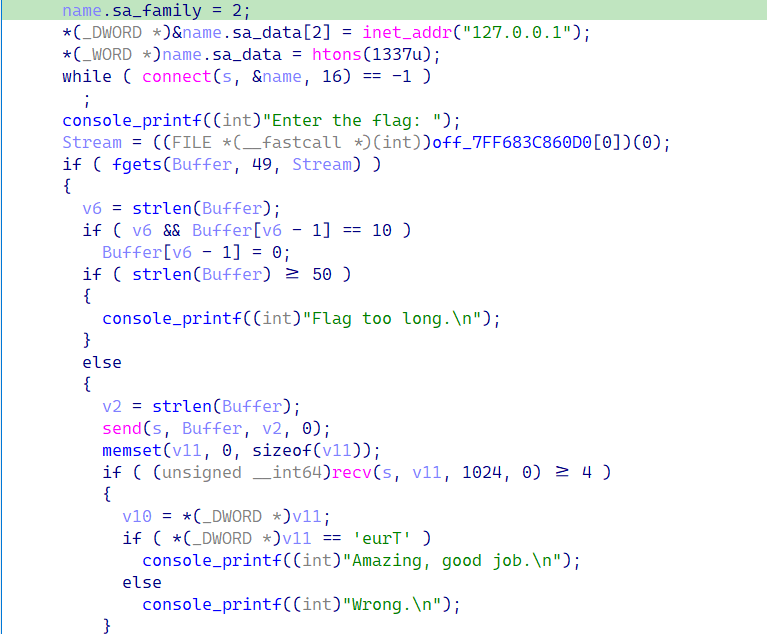 name.sa_family = 2;
*(_DWORD *)&name.sa_data[2] = inet_addr("127.0.0.1");
*(_WORD *)name.sa_data = htons(1337u);
while ( connect(s, &name, 16) == -1 )
  ;
console_printf((int)"Enter the flag: ");
Stream = ((FILE *(__fastcall *)(int))off_7FF683C860D0[0])(0);
if ( fgets(Buffer, 49, Stream) )
{
  v6 = strlen(Buffer);
  if ( v6 && Buffer[v6 - 1] == 10 )
    Buffer[v6 - 1] = 0;
  if ( strlen(Buffer) ≥ 50 )
  {
    console_printf((int)"Flag too long.\n");
  }
  else
  {
    v2 = strlen(Buffer);
    send(s, Buffer, v2, 0);
    memset(v11, 0, sizeof(v11));
    if ( (unsigned __int64)recv(s, v11, 1024, 0) ≥ 4 )
    {
      v10 = *(_DWORD *)v11;
      if ( *(_DWORD *)v11 == 'eurT' )
        console_printf((int)"Amazing, good job.\n");
      else
        console_printf((int)"Wrong.\n");
    }